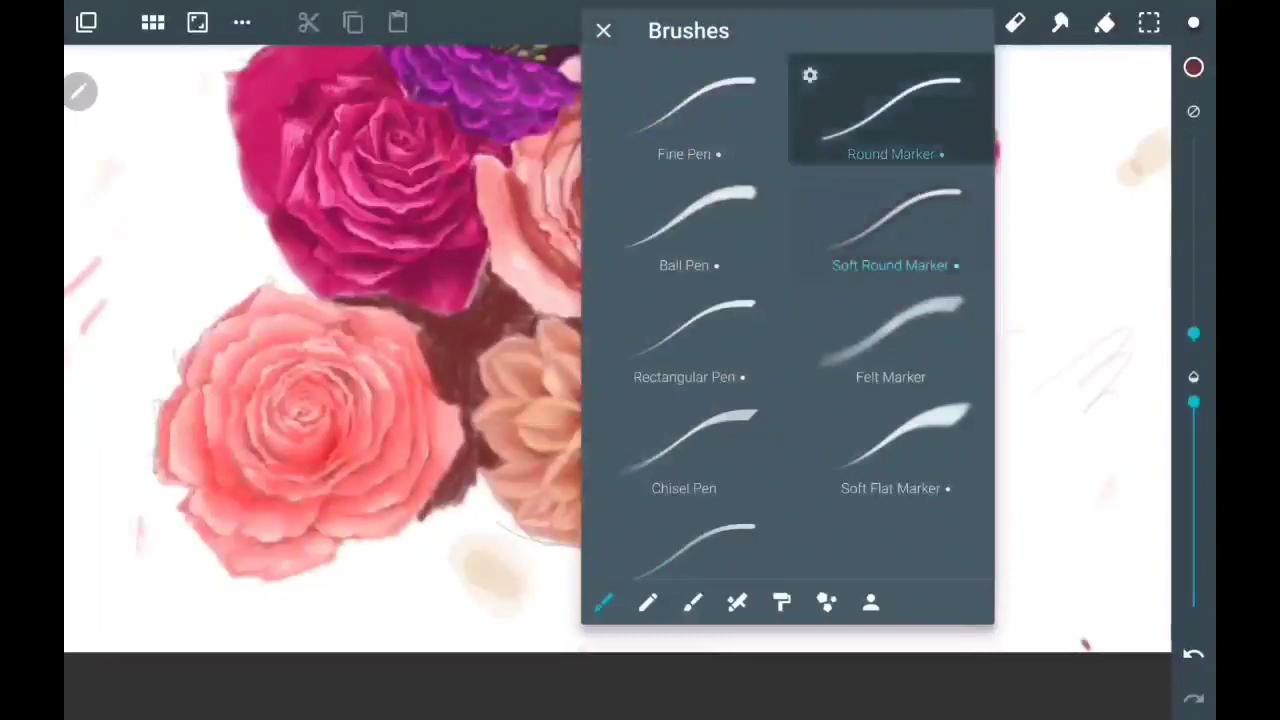 Brushes
Fine Pen •
Round Marker •
Ball Pen •
Soft Round Marker •
Rectangular Pen •
Felt Marker
Chisel Pen
Soft Flat Marker •